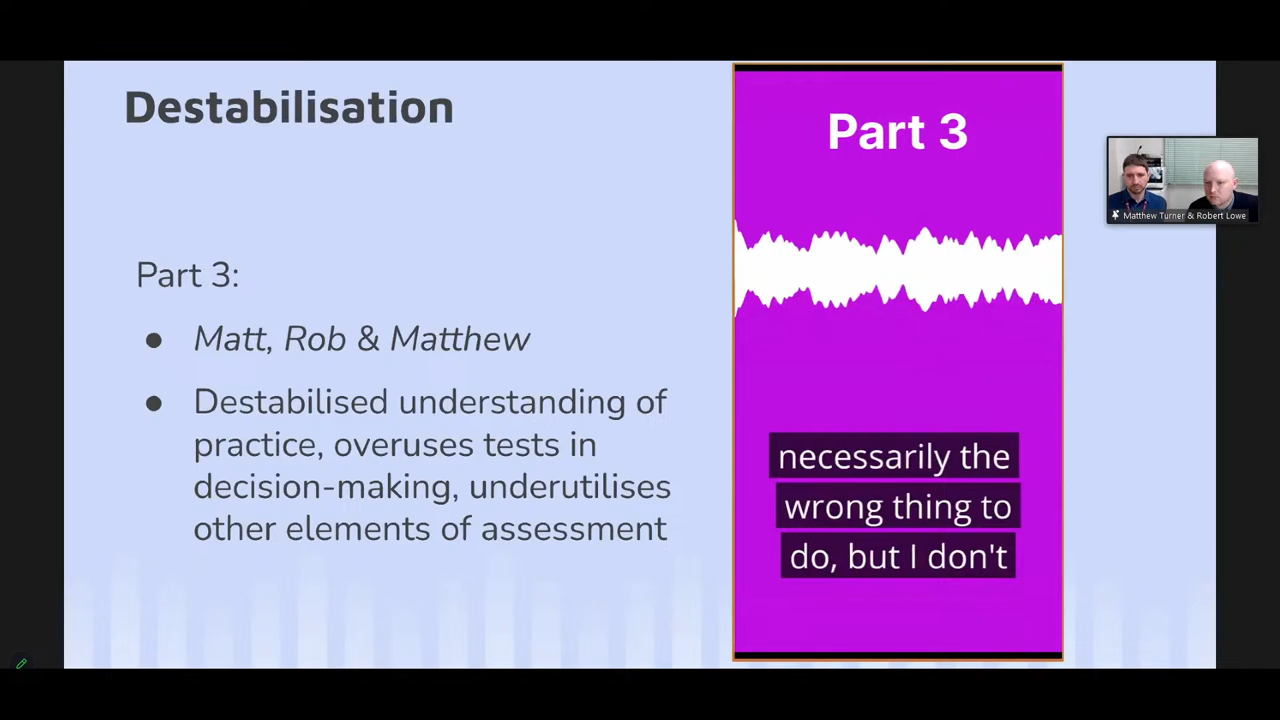 Destabilisation
Part 3:
● Matt, Rob & Matthew
● Destabilised understanding of
practice, overuses tests in
decision-making, underutilises
other elements of assessment
Part 3
necessarily the
wrong thing to
do, but I don't
Matthew Turner & Robert Lowe